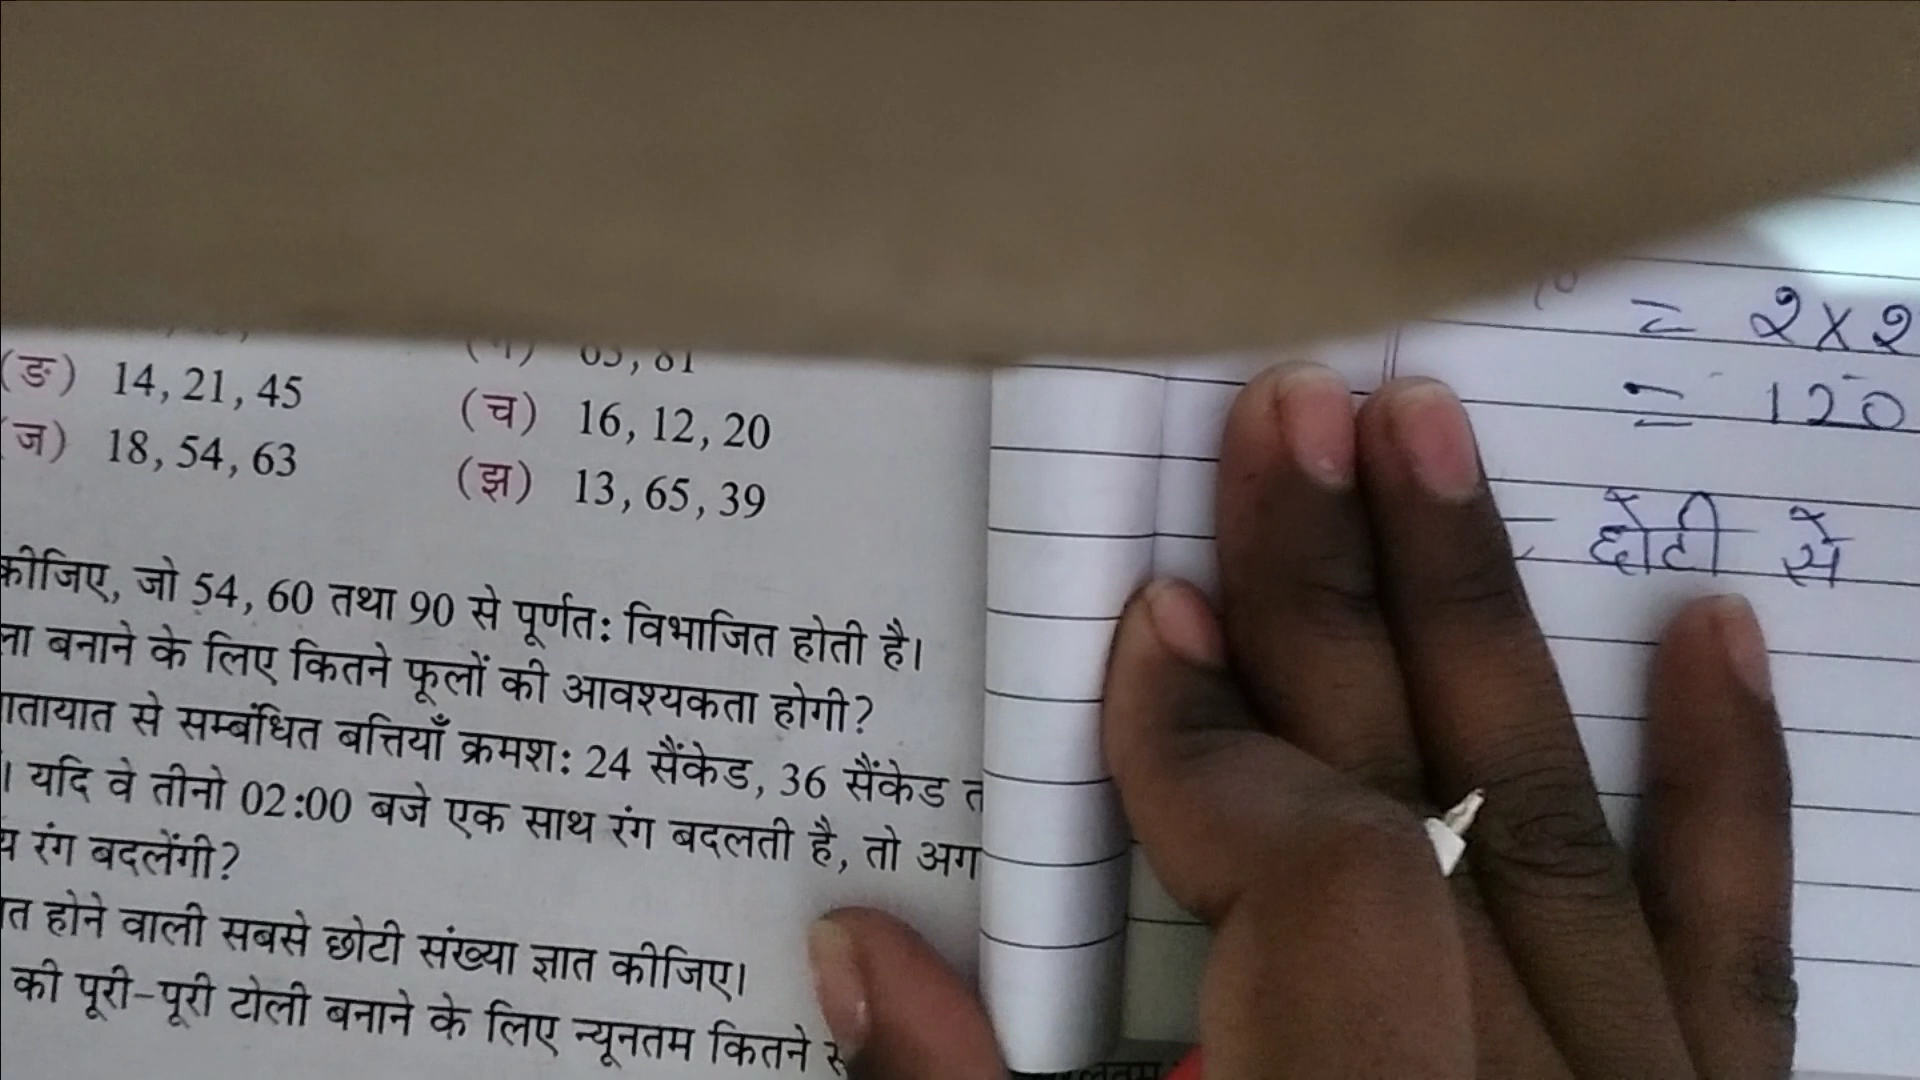 (ङ) 14, 21, 45 (च) 16, 12, 20
(ज) 18, 54, 63 (झ) 13, 65, 39
कीजिए, जो 54, 60 तथा 90 से पूर्णतः विभाजित होती है।
बनाने के लिए कितने फूलों की आवश्यकता होगी?
से सम्बंधित बत्तियाँ क्रमशः 24 सैंकेड, 36 सैंकेड
। यदि वे तीनो 02:00 बजे एक साथ रंग बदलती है, तो
रंग बदलेंगी?
होने वाली सबसे छोटी संख्या ज्ञात कीजिए।
की पूरी-पूरी टोली बनाने के लिए न्यूनतम कितने
= 2 × 2
= 120
छोटी से